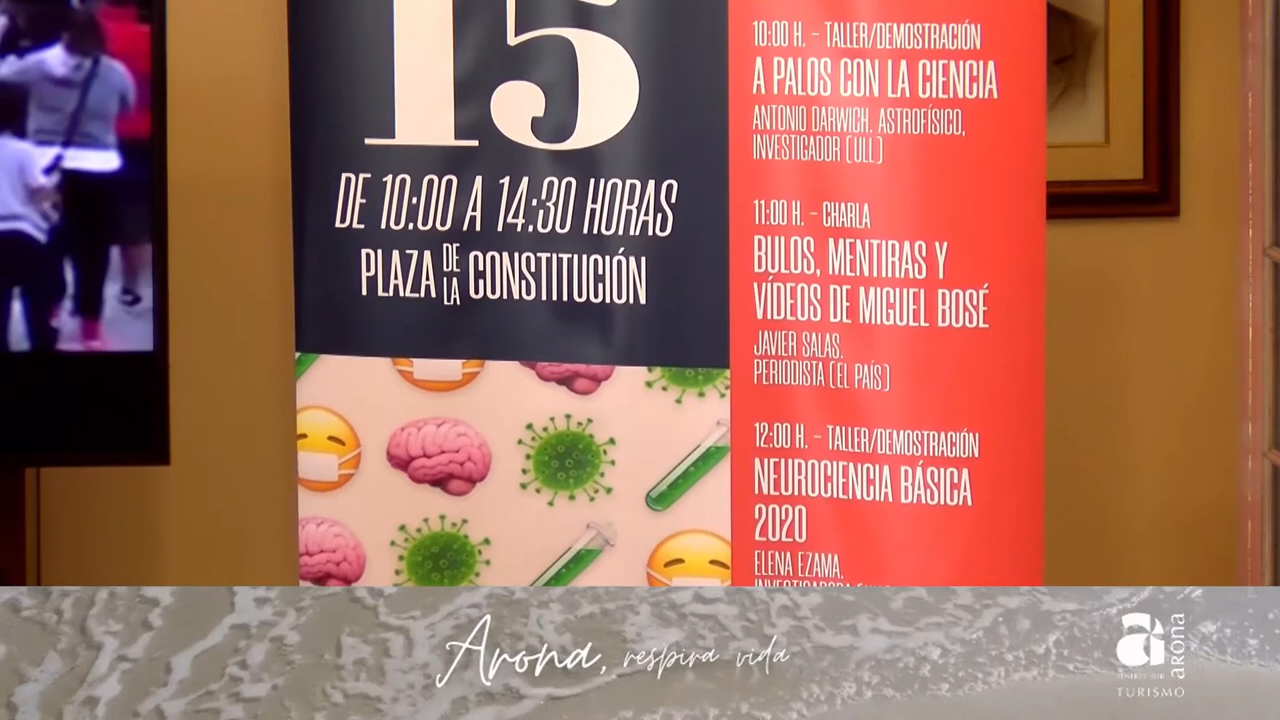 15
DE 10:00 A 14:30 HORAS
PLAZA DE LA CONSTITUCIÓN
10:00 H. – TALLER/DEMOSTRACIÓN
A PALOS CON LA CIENCIA
ANTONIO DARWICH. ASTROFÍSICO,
INVESTIGADOR (ULL)
11:00 H. – CHARLA
BULOS, MENTIRAS Y
VÍDEOS DE MIGUEL BOSÉ
JAVIER SALAS.
PERIODISTA (EL PAÍS)
12:00 H. – TALLER/DEMOSTRACIÓN
NEUROCIENCIA BÁSICA
2020
ELENA EZAMA.
Arona, respira vida
arona
TURISMO